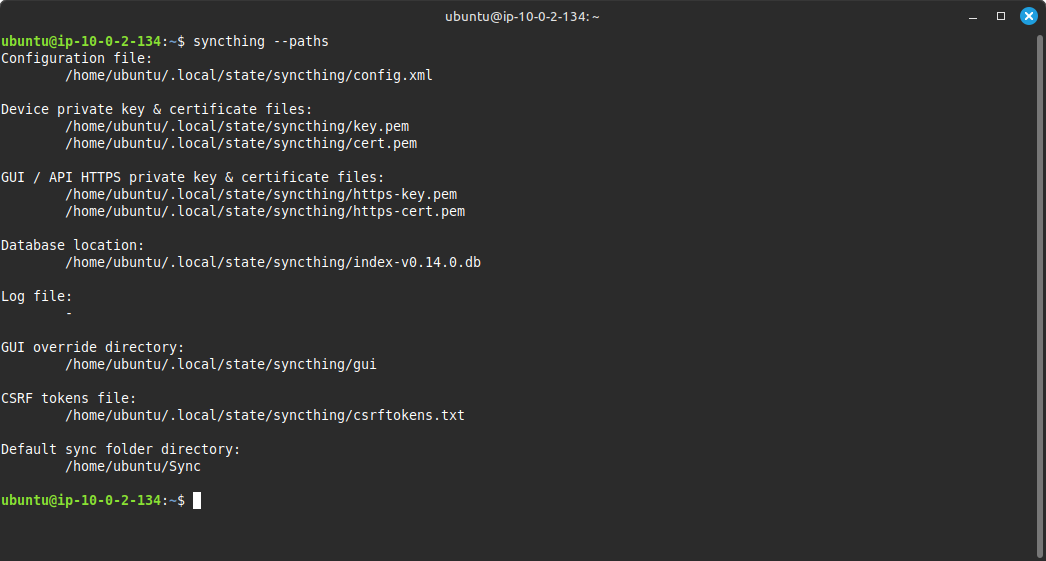 ubuntu@ip-10-0-2-134: ~
ubuntu@ip-10-0-2-134:~$ syncthing --paths
Configuration file:
        /home/ubuntu/.local/state/syncthing/config.xml

Device private key & certificate files:
        /home/ubuntu/.local/state/syncthing/key.pem
        /home/ubuntu/.local/state/syncthing/cert.pem

GUI / API HTTPS private key & certificate files:
        /home/ubuntu/.local/state/syncthing/https-key.pem
        /home/ubuntu/.local/state/syncthing/https-cert.pem

Database location:
        /home/ubuntu/.local/state/syncthing/index-v0.14.0.db

Log file:
        -

GUI override directory:
        /home/ubuntu/.local/state/syncthing/gui

CSRF tokens file:
        /home/ubuntu/.local/state/syncthing/csrftokens.txt

Default sync folder directory:
        /home/ubuntu/Sync

ubuntu@ip-10-0-2-134:~$